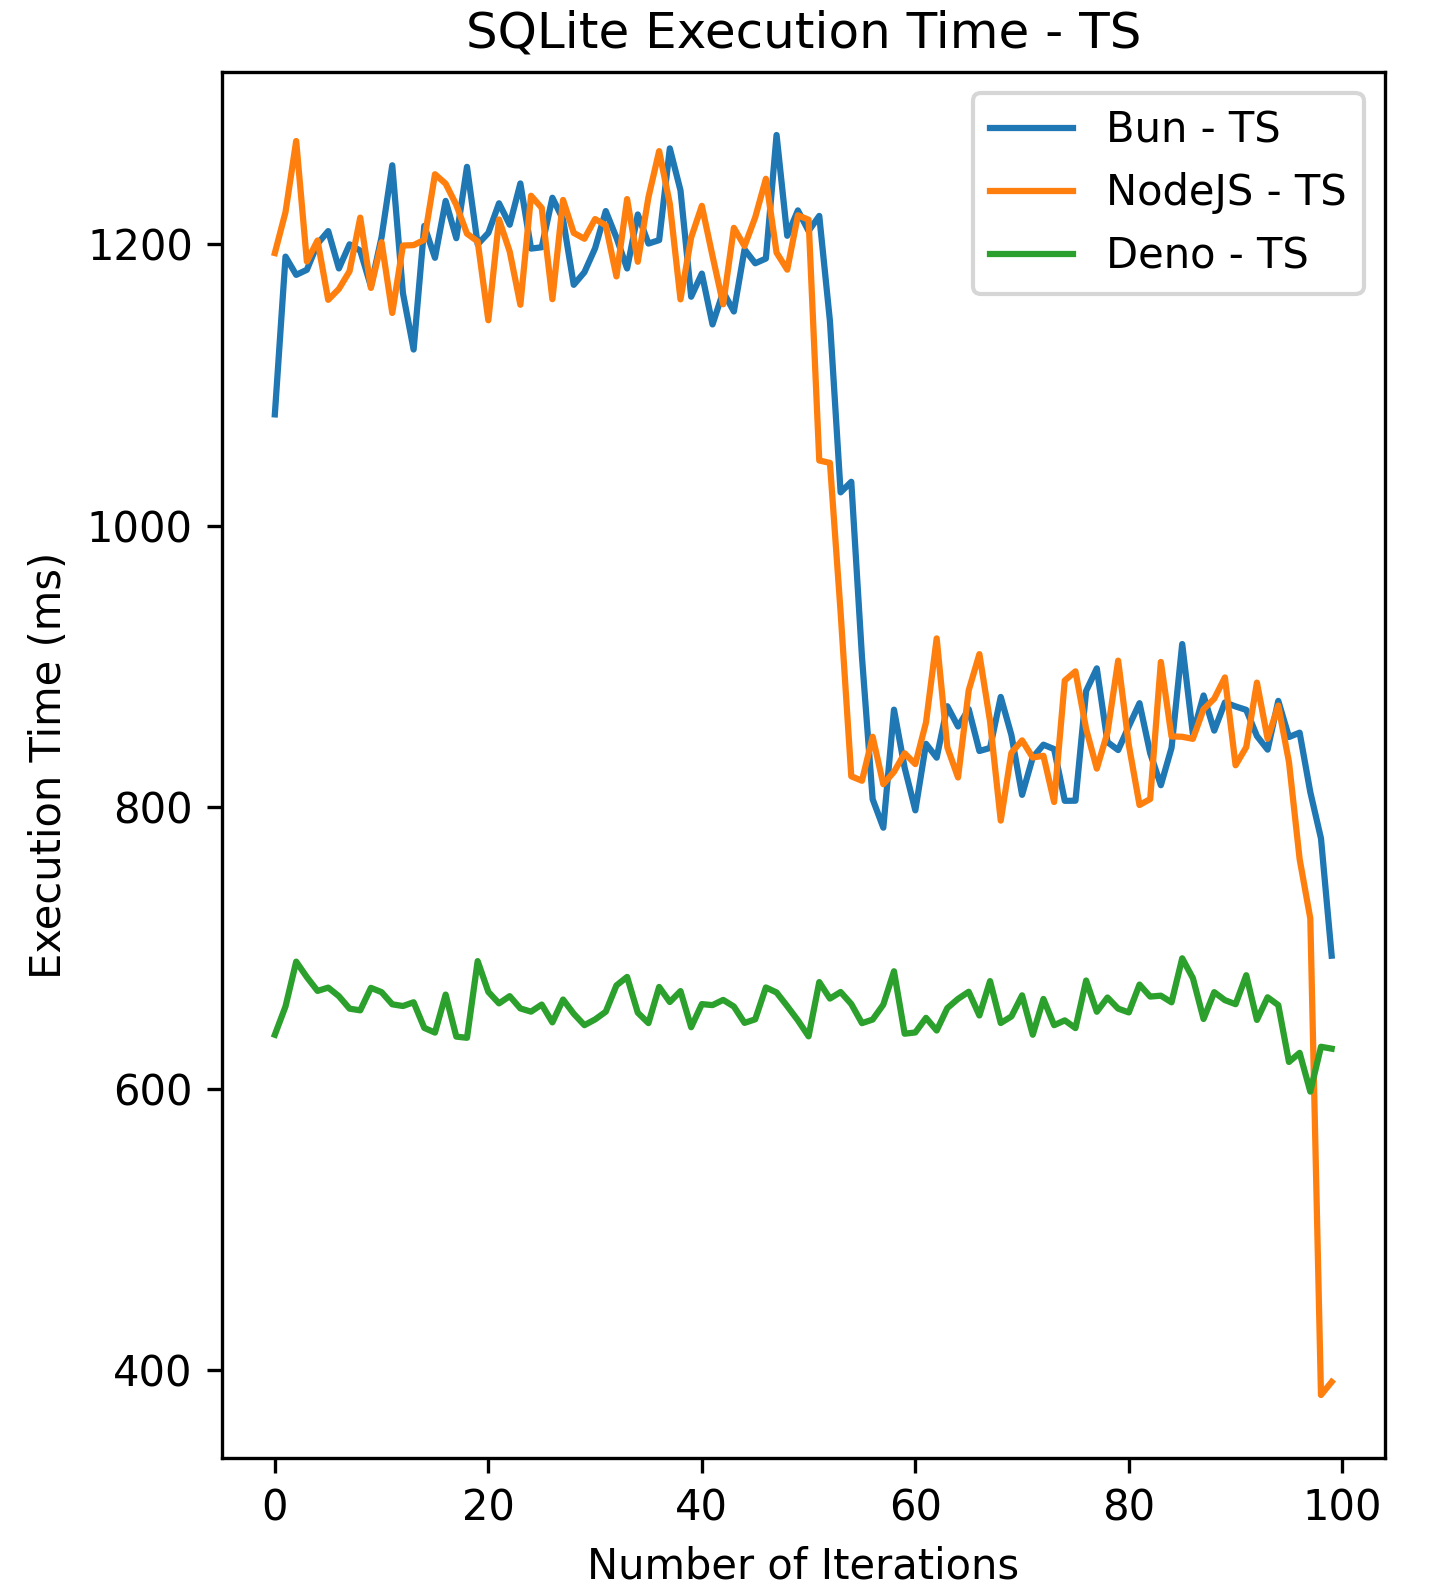 SQLite Execution Time - TS
Bun - TS
NodeJS - TS
Deno - TS
1200
1000
800
600
400
Execution Time (ms)
0 20 40 60 80 100
Number of Iterations